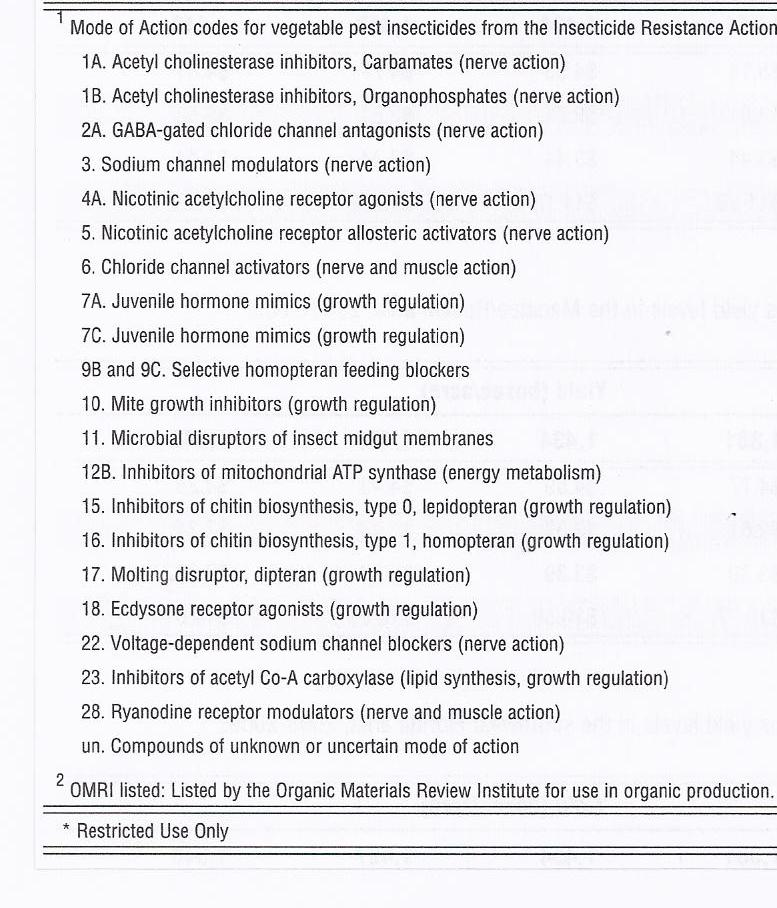 1 Mode of Action codes for vegetable pest insecticides from the Insecticide Resistance Action
1A. Acetyl cholinesterase inhibitors, Carbamates (nerve action)
1B. Acetyl cholinesterase inhibitors, Organophosphates (nerve action)
2A. GABA-gated chloride channel antagonists (nerve action)
3. Sodium channel modulators (nerve action)
4A. Nicotinic acetylcholine receptor agonists (nerve action)
5. Nicotinic acetylcholine receptor allosteric activators (nerve action)
6. Chloride channel activators (nerve and muscle action)
7A. Juvenile hormone mimics (growth regulation)
7C. Juvenile hormone mimics (growth regulation)
9B and 9C. Selective homopteran feeding blockers
10. Mite growth inhibitors (growth regulation)
11. Microbial disruptors of insect midgut membranes
12B. Inhibitors of mitochondrial ATP synthase (energy metabolism)
15. Inhibitors of chitin biosynthesis, type 0, lepidopteran (growth regulation)
16. Inhibitors of chitin biosynthesis, type 1, homopteran (growth regulation)
17. Molting disruptor, dipteran (growth regulation)
18. Ecdysone receptor agonists (growth regulation)
22. Voltage-dependent sodium channel blockers (nerve action)
23. Inhibitors of acetyl Co-A carboxylase (lipid synthesis, growth regulation)
28. Ryanodine receptor modulators (nerve and muscle action)
un. Compounds of unknown or uncertain mode of action
2 OMRI listed: Listed by the Organic Materials Review Institute for use in organic production.
* Restricted Use Only